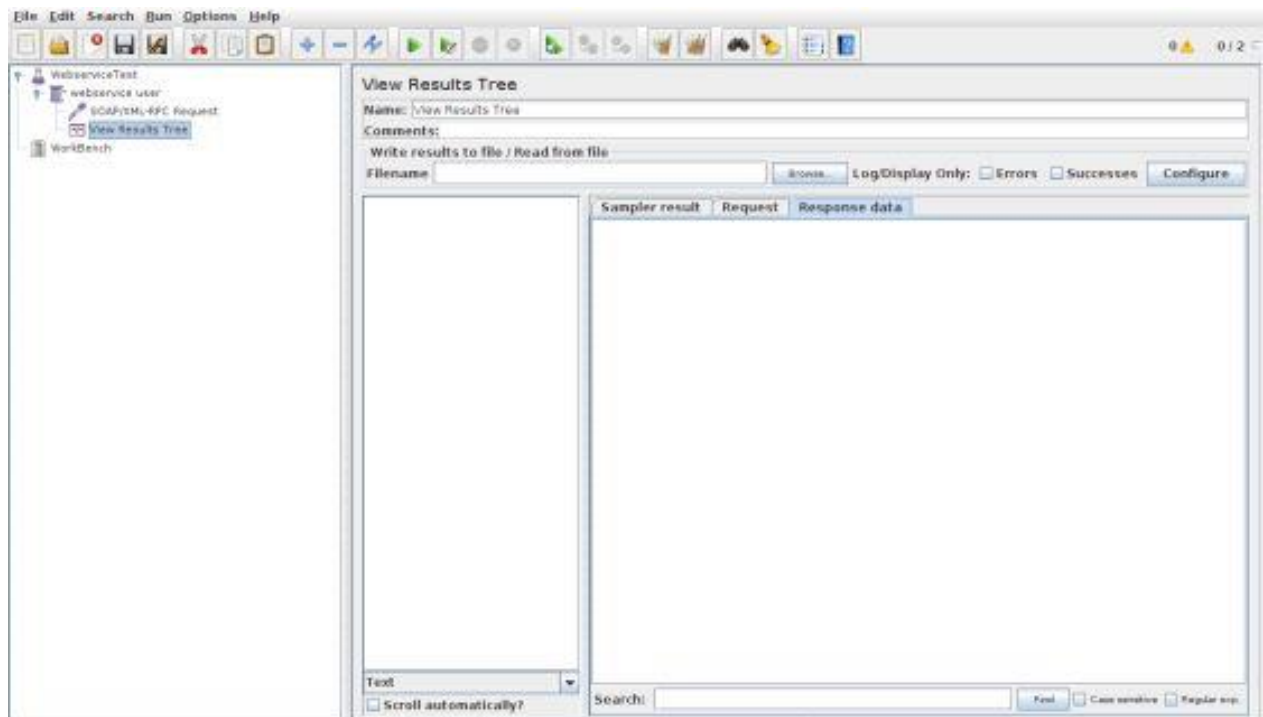 File Edit Search Run Options Help
0 0 / 2
WebserviceTest
webservice user
SOAP/XML-RPC Request
View Results Tree
WorkBench
View Results Tree
Name: View Results Tree
Comments:
Write results to file / Read from file
Filename Browse... Log/Display Only: Errors Successes Configure
Sampler result Request Response data
Text
Scroll automatically?
Search: Find Case sensitive Regular exp.